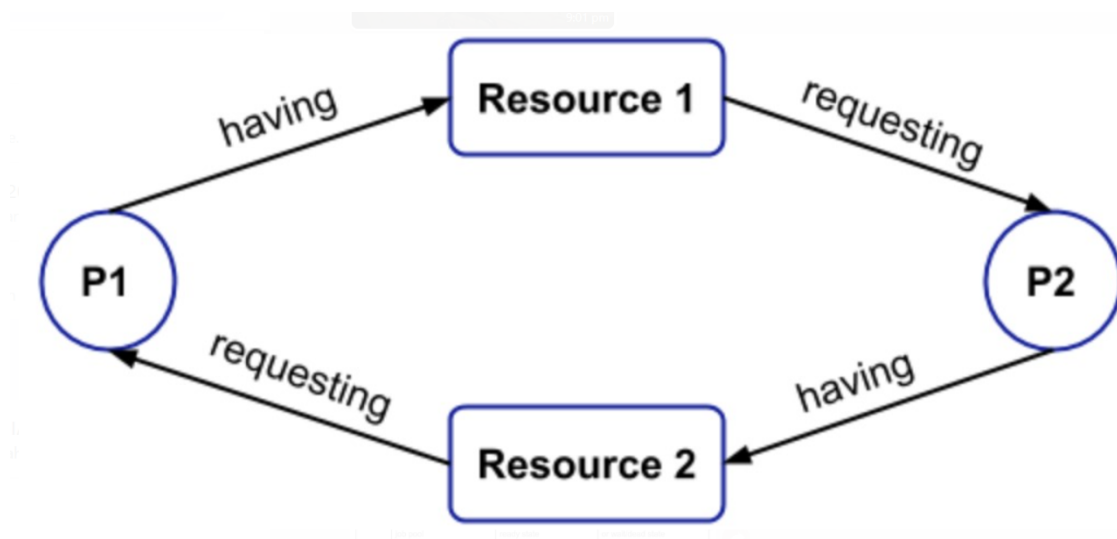 having
Resource 1
requesting
P1
P2
requesting
Resource 2
having